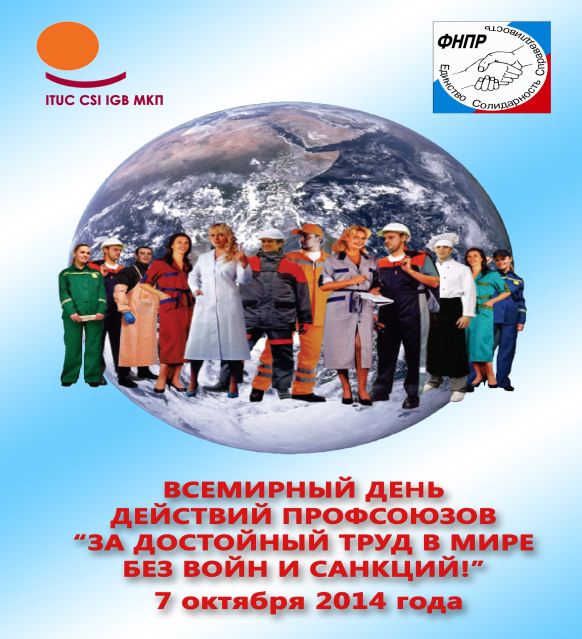 ITUC CSI IGB МКП
ФНПР
Единство Солидарность Справедливость
ВСЕМИРНЫЙ ДЕНЬ
ДЕЙСТВИЙ ПРОФСОЮЗОВ
“ЗА ДОСТОЙНЫЙ ТРУД В МИРЕ
БЕЗ ВОЙН И САНКЦИЙ!”
7 октября 2014 года